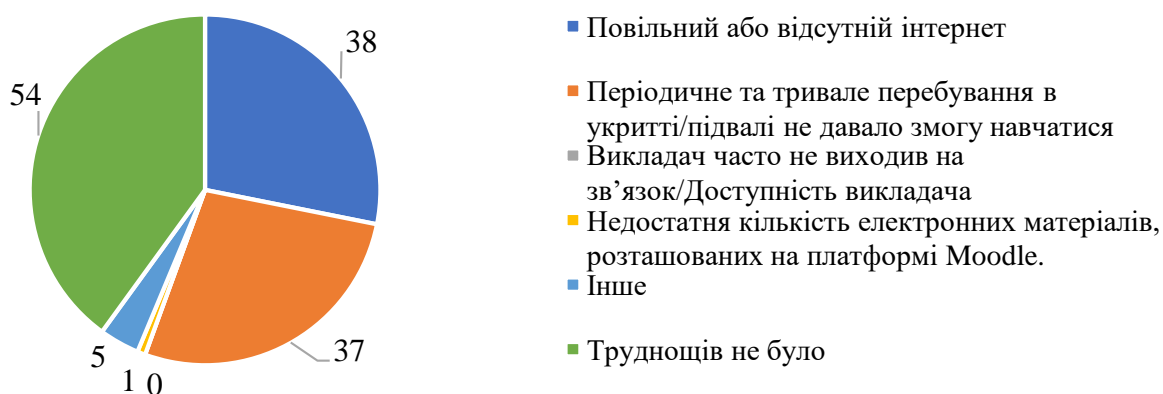 38
54
37
5
1
0
Повільний або відсутній інтернет
Періодичне та тривале перебування в
укритті/підвалі не давало змогу навчатися
Викладач часто не виходив на
зв’язок/Доступність викладача
Недостатня кількість електронних матеріалів,
розташованих на платформі Moodle.
Інше
Труднощів не було